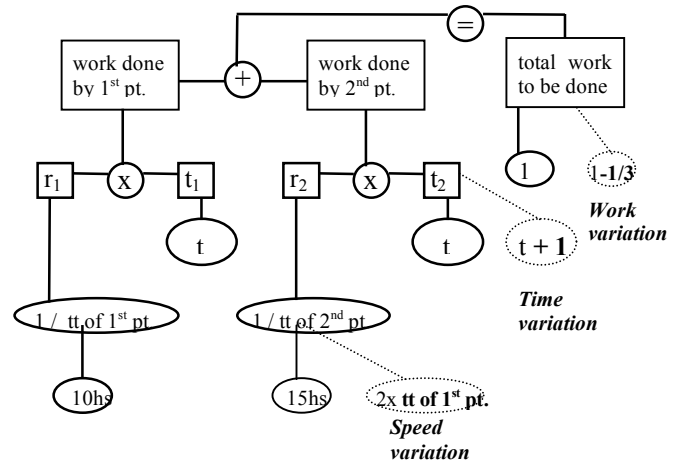 =
work done
by 1st pt.
+
work done
by 2nd pt.
total work
to be done
r1
x
t1
r2
x
t2
1
1-1/3
Work
variation
t
t
t + 1
Time
variation
1 / tt of 1st pt
1 / tt of 2nd pt
10hs
15hs
2x tt of 1st pt.
Speed
variation